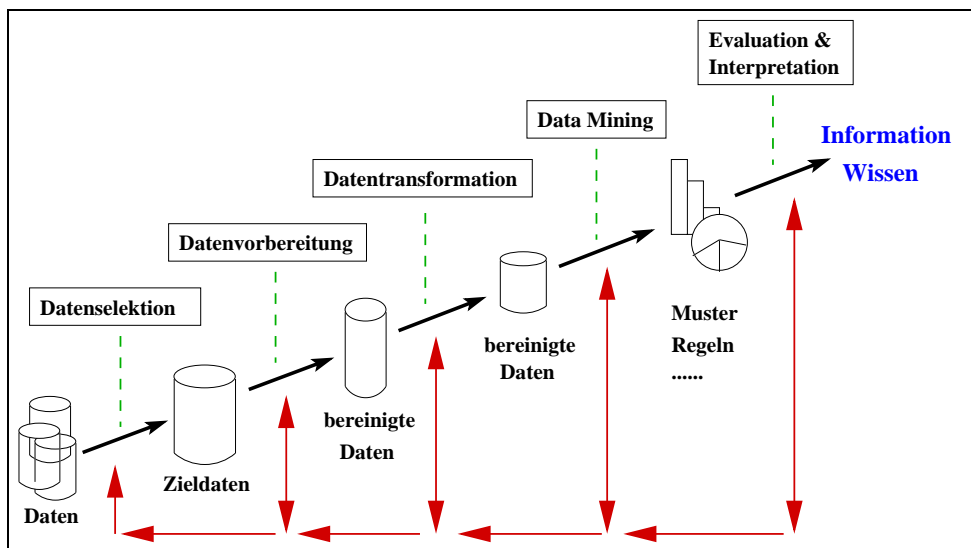 Evaluation &
Interpretation
Data Mining
Information
Wissen
Datentransformation
Datenvorbereitung
Datenselektion
Muster
Regeln
......
bereinigte
Daten
bereinigte
Daten
Zieldaten
Daten